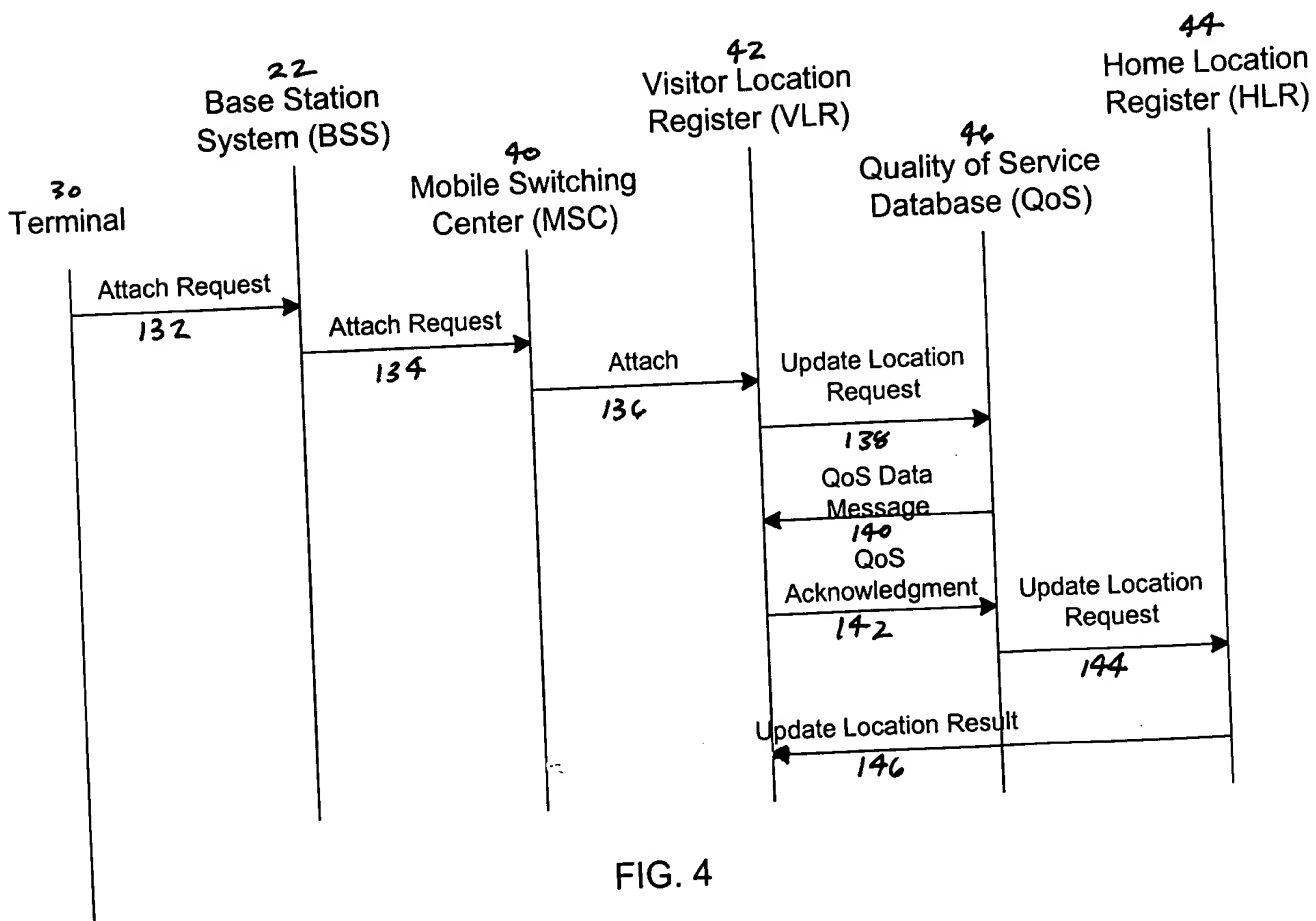 44
Home Location
Register (HLR)
42
Visitor Location
Register (VLR)
22
Base Station
System (BSS)
46
Quality of Service
Database (QoS)
40
Mobile Switching
Center (MSC)
30
Terminal
Attach Request
132
Attach Request
134
Attach
136
Update Location
Request
138
QoS Data
Message
140
QoS
Acknowledgment
142
Update Location
Request
144
Update Location Result
146
FIG. 4